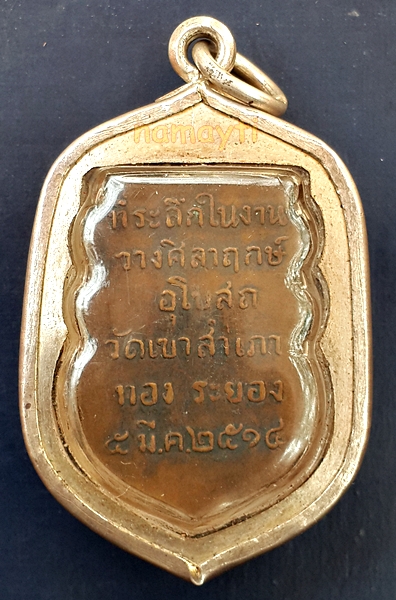 namayti
ที่ระลึกในงาน
วางศิลาฤกษ์
อุโบสถ
วัดเขาสำเภา
ทอง ระยอง
๕ มี.ค.๒๕๑๔